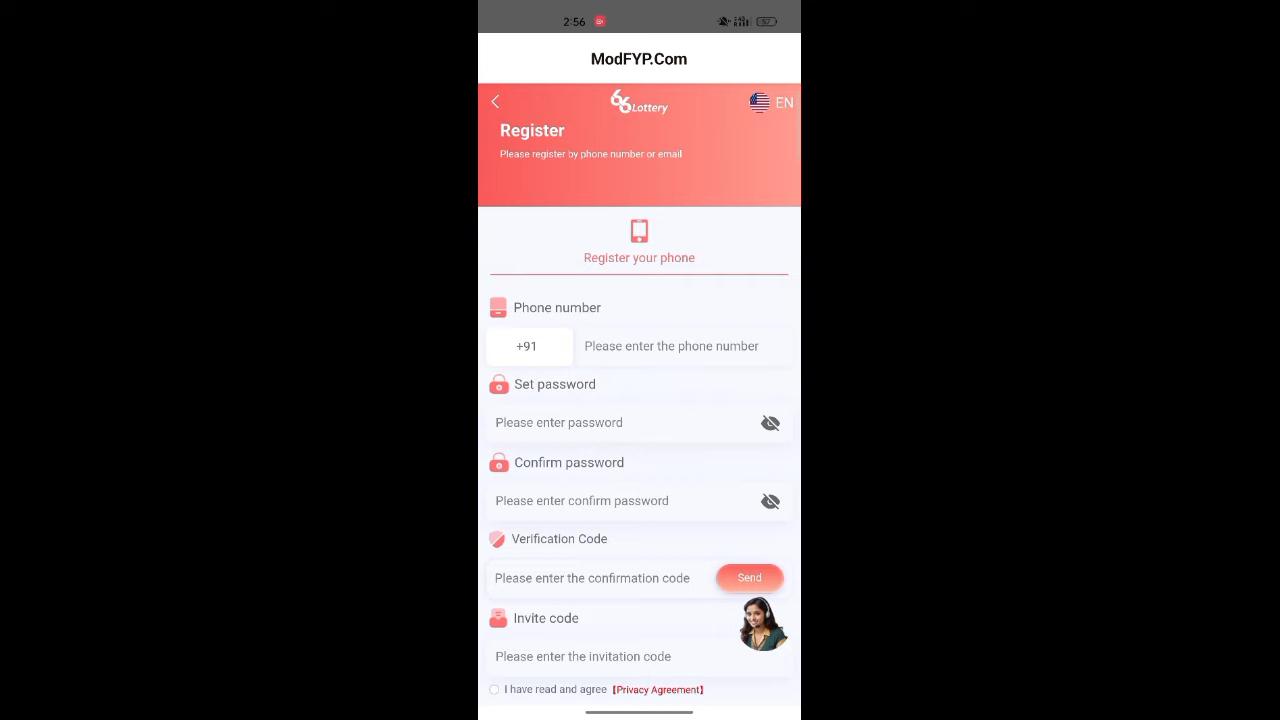 2:56
57
ModFYP.Com
66 Lottery
EN
Register
Please register by phone number or email
Register your phone
Phone number
+91
Please enter the phone number
Set password
Please enter password
Confirm password
Please enter confirm password
Verification Code
Please enter the confirmation code
Send
Invite code
Please enter the invitation code
I have read and agree 【Privacy Agreement】